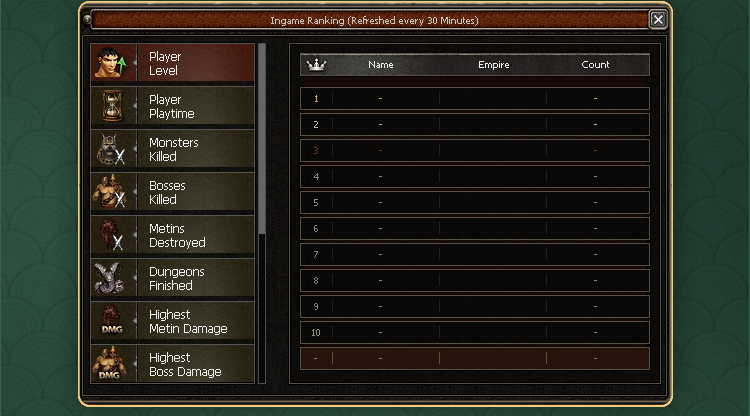 Ingame Ranking (Refreshed every 30 Minutes)
Player
Level
Player
Playtime
Monsters
Killed
Bosses
Killed
Metins
Destroyed
Dungeons
Finished
DMG
Highest
Metin Damage
DMG
Highest
Boss Damage
Name Empire Count
1 - -
2 - -
3 - -
4 - -
5 - -
6 - -
7 - -
8 - -
9 - -
10 - -
- - -